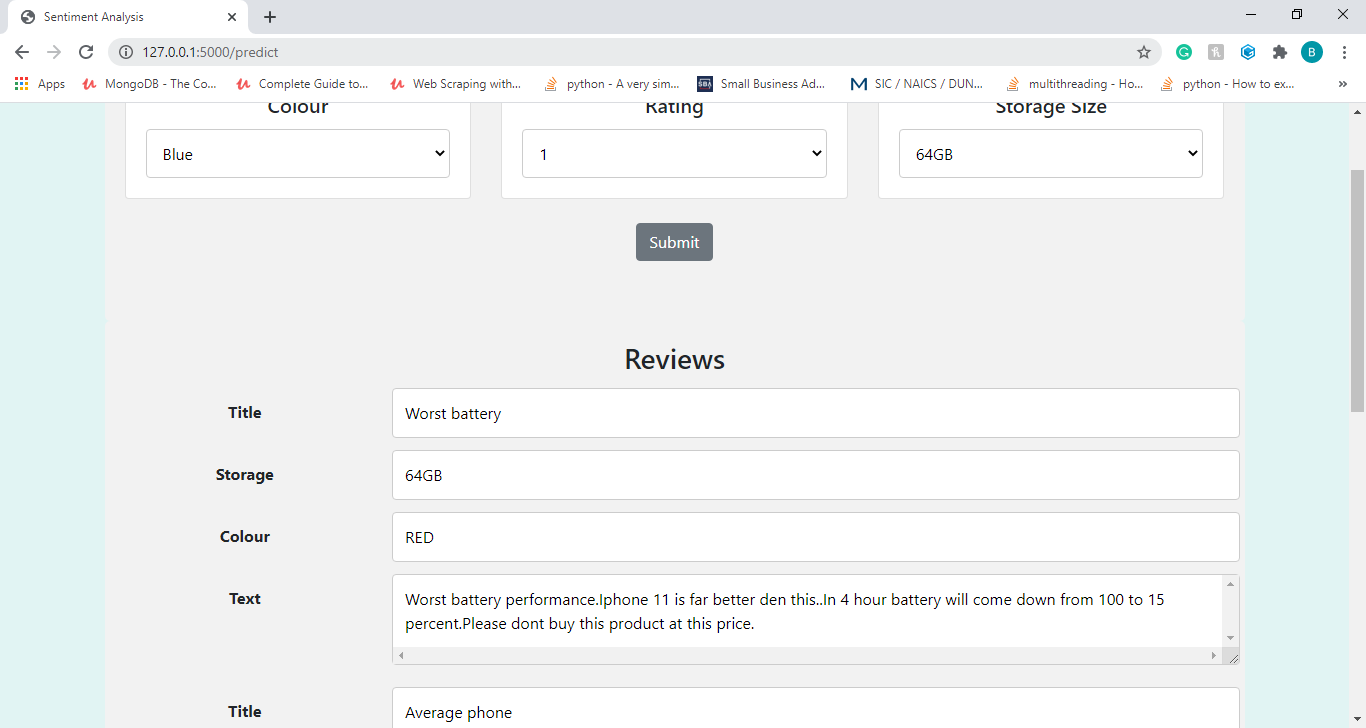 Sentiment Analysis
127.0.0.1:5000/predict
Apps MongoDB - The Co... Complete Guide to... Web Scraping with... python - A very sim... SBA Small Business Ad... SIC / NAICS / DUN... multithreading - Ho... python - How to ex... »
B
Colour Rating Storage Size
Blue 1 64GB
Submit
Reviews
Title Worst battery
Storage 64GB
Colour RED
Text Worst battery performance.Iphone 11 is far better den this..In 4 hour battery will come down from 100 to 15
percent.Please dont buy this product at this price.
Title Average phone